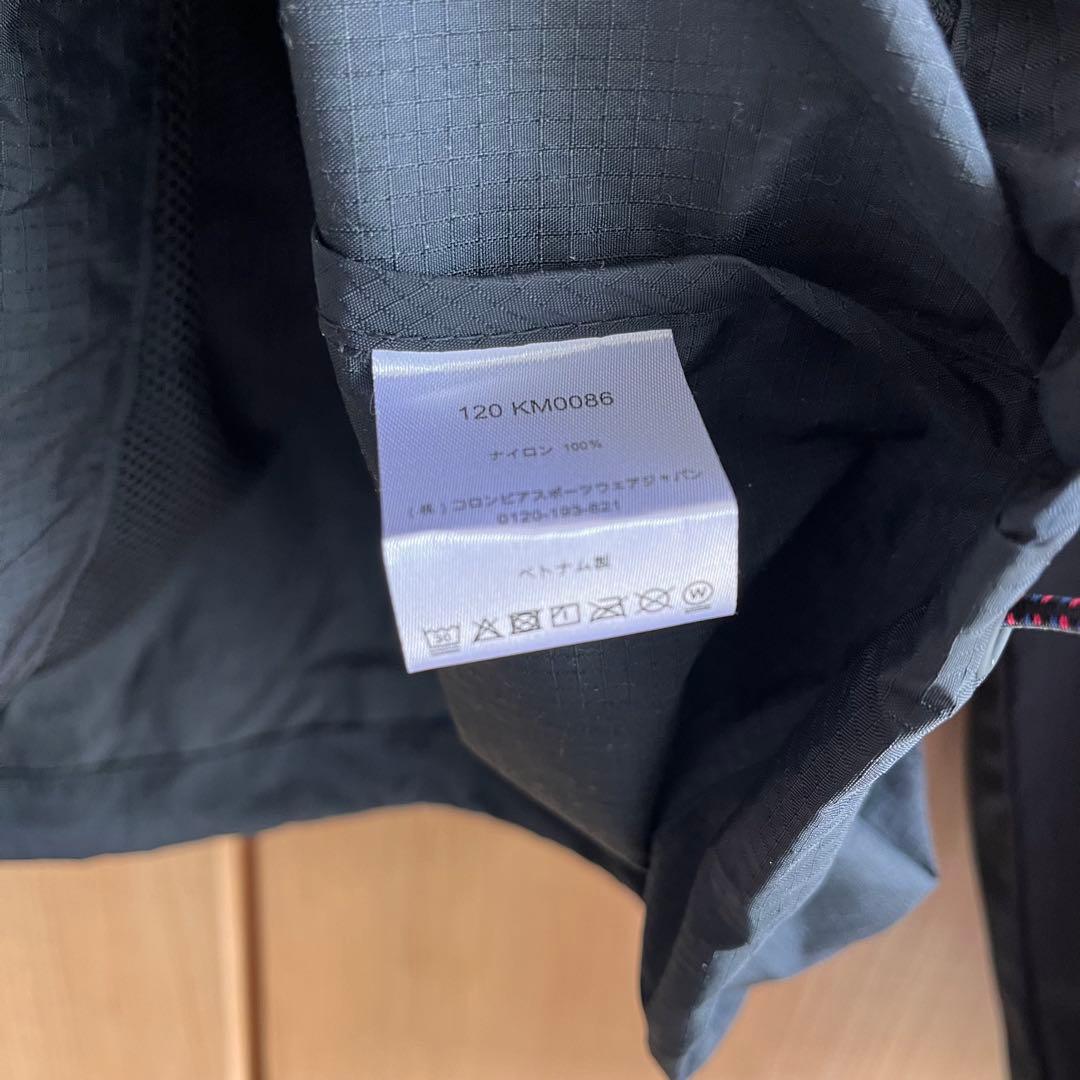 120 KM0086
ナイロン 100%
(株)コロンビアスポーツウェアジャパン
0120-193-821
ベトナム製
30
W